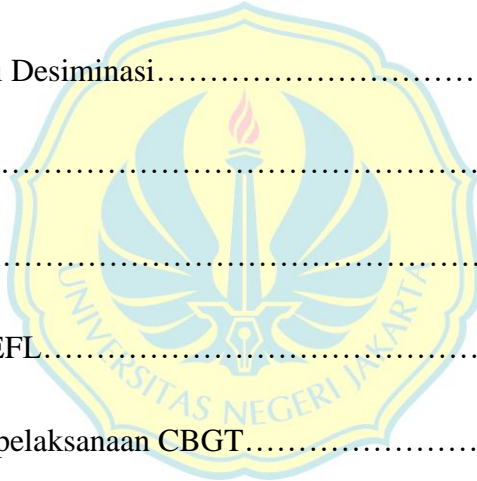 i Desiminasi……………………………
………………………………………………
………………………………………………
EFL…………………………………………
pelaksanaan CBGT……………………
UNIVERSITAS NEGERI JAKARTA